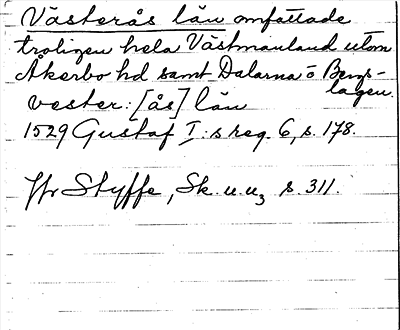 Västerås län omfattade
troligen hela Västmanland utom
Åkerbo hd samt Dalarna o Bergs-
lagen.
vester: [ås] län
1529 Gustaf I:s reg. 6, s. 178.
Jfr Styffe, Sk. u. u3 s. 311.